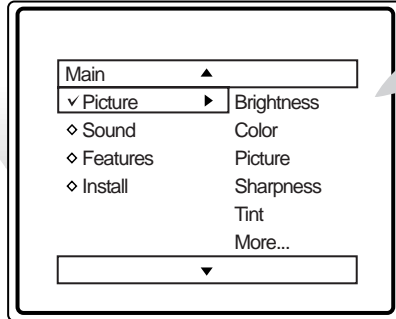 Main
Picture Brightness
Sound Color
Features Picture
Install Sharpness
Tint
More...